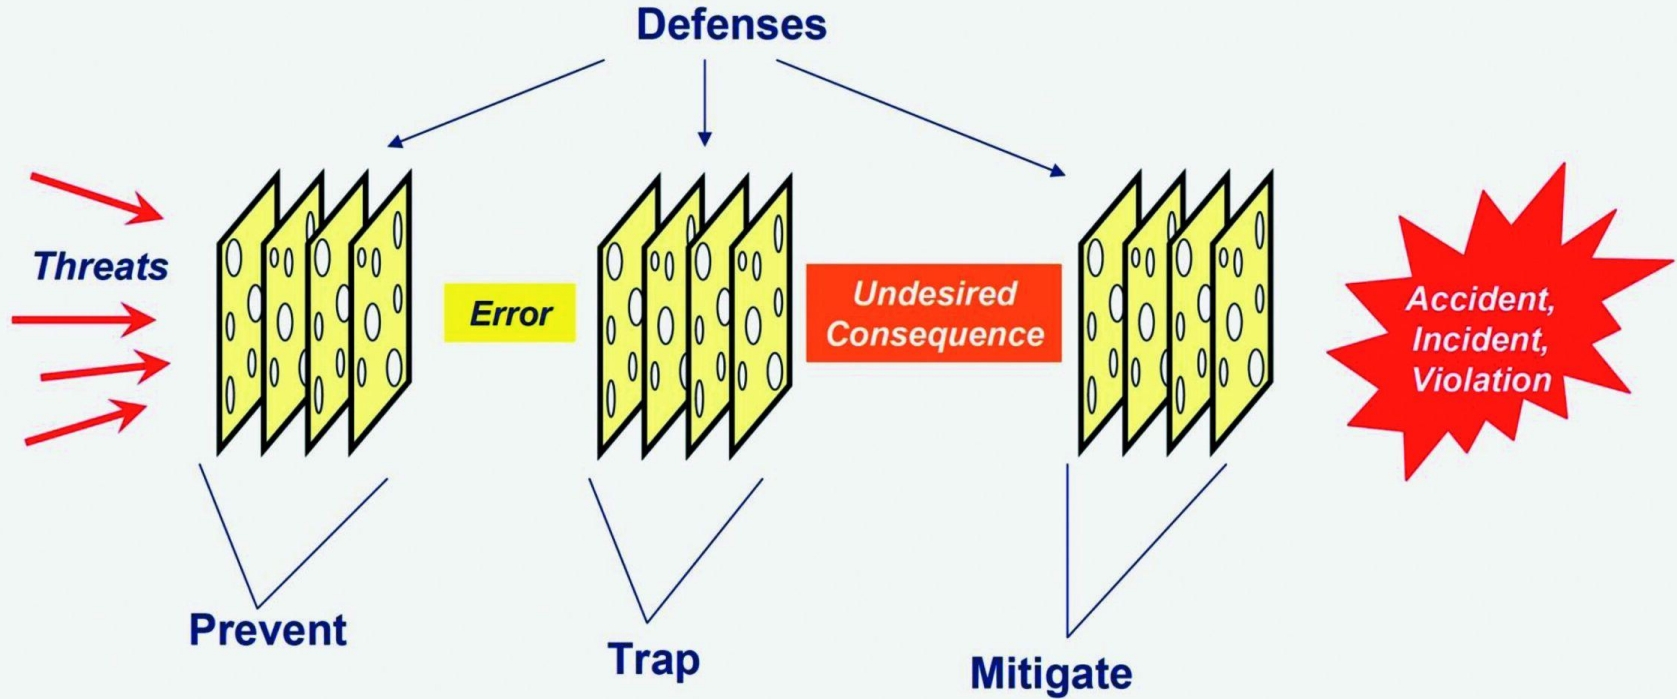 Defenses
Threats
Error
Undesired
Consequence
Accident,
Incident,
Violation
Prevent
Trap
Mitigate